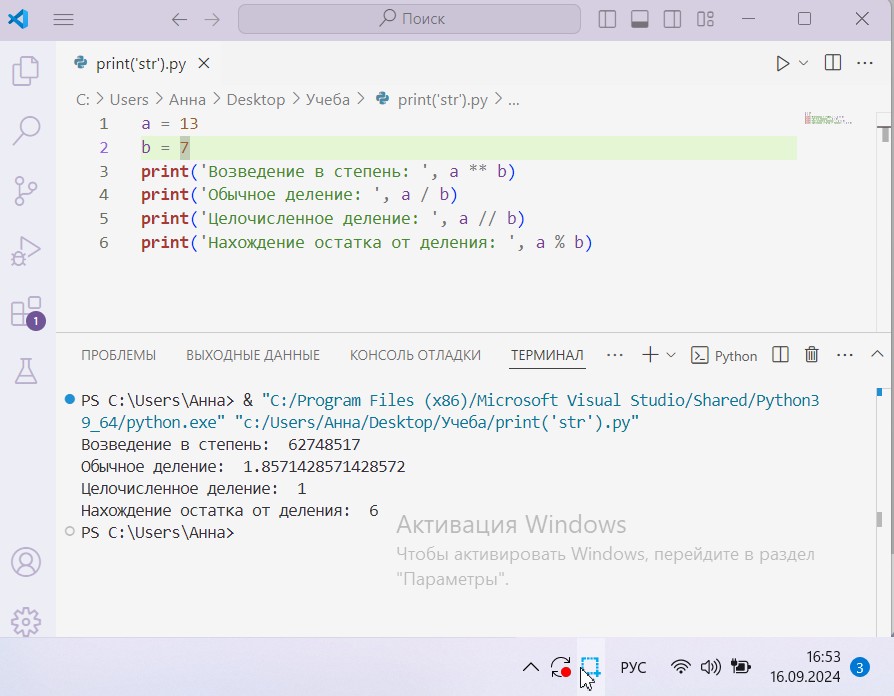 Поиск
print('str').py
C: > Users > Анна > Desktop > Учеба > print('str').py > ...
1 a = 13
2 b = 7
3 print('Возведение в степень: ', a ** b)
4 print('Обычное деление: ', a / b)
5 print('Целочисленное деление: ', a // b)
6 print('Нахождение остатка от деления: ', a % b)
1
ПРОБЛЕМЫ ВЫХОДНЫЕ ДАННЫЕ КОНСОЛЬ ОТЛАДКИ ТЕРМИНАЛ ... Python ...
PS C:\Users\Анна> & "C:/Program Files (x86)/Microsoft Visual Studio/Shared/Python3
9_64/python.exe" "c:/Users/Анна/Desktop/Учеба/print('str').py"
Возведение в степень:  62748517
Обычное деление:  1.8571428571428572
Целочисленное деление:  1
Нахождение остатка от деления:  6
PS C:\Users\Анна>
Активация Windows
Чтобы активировать Windows, перейдите в раздел
"Параметры".
РУС
16:53
16.09.2024
3